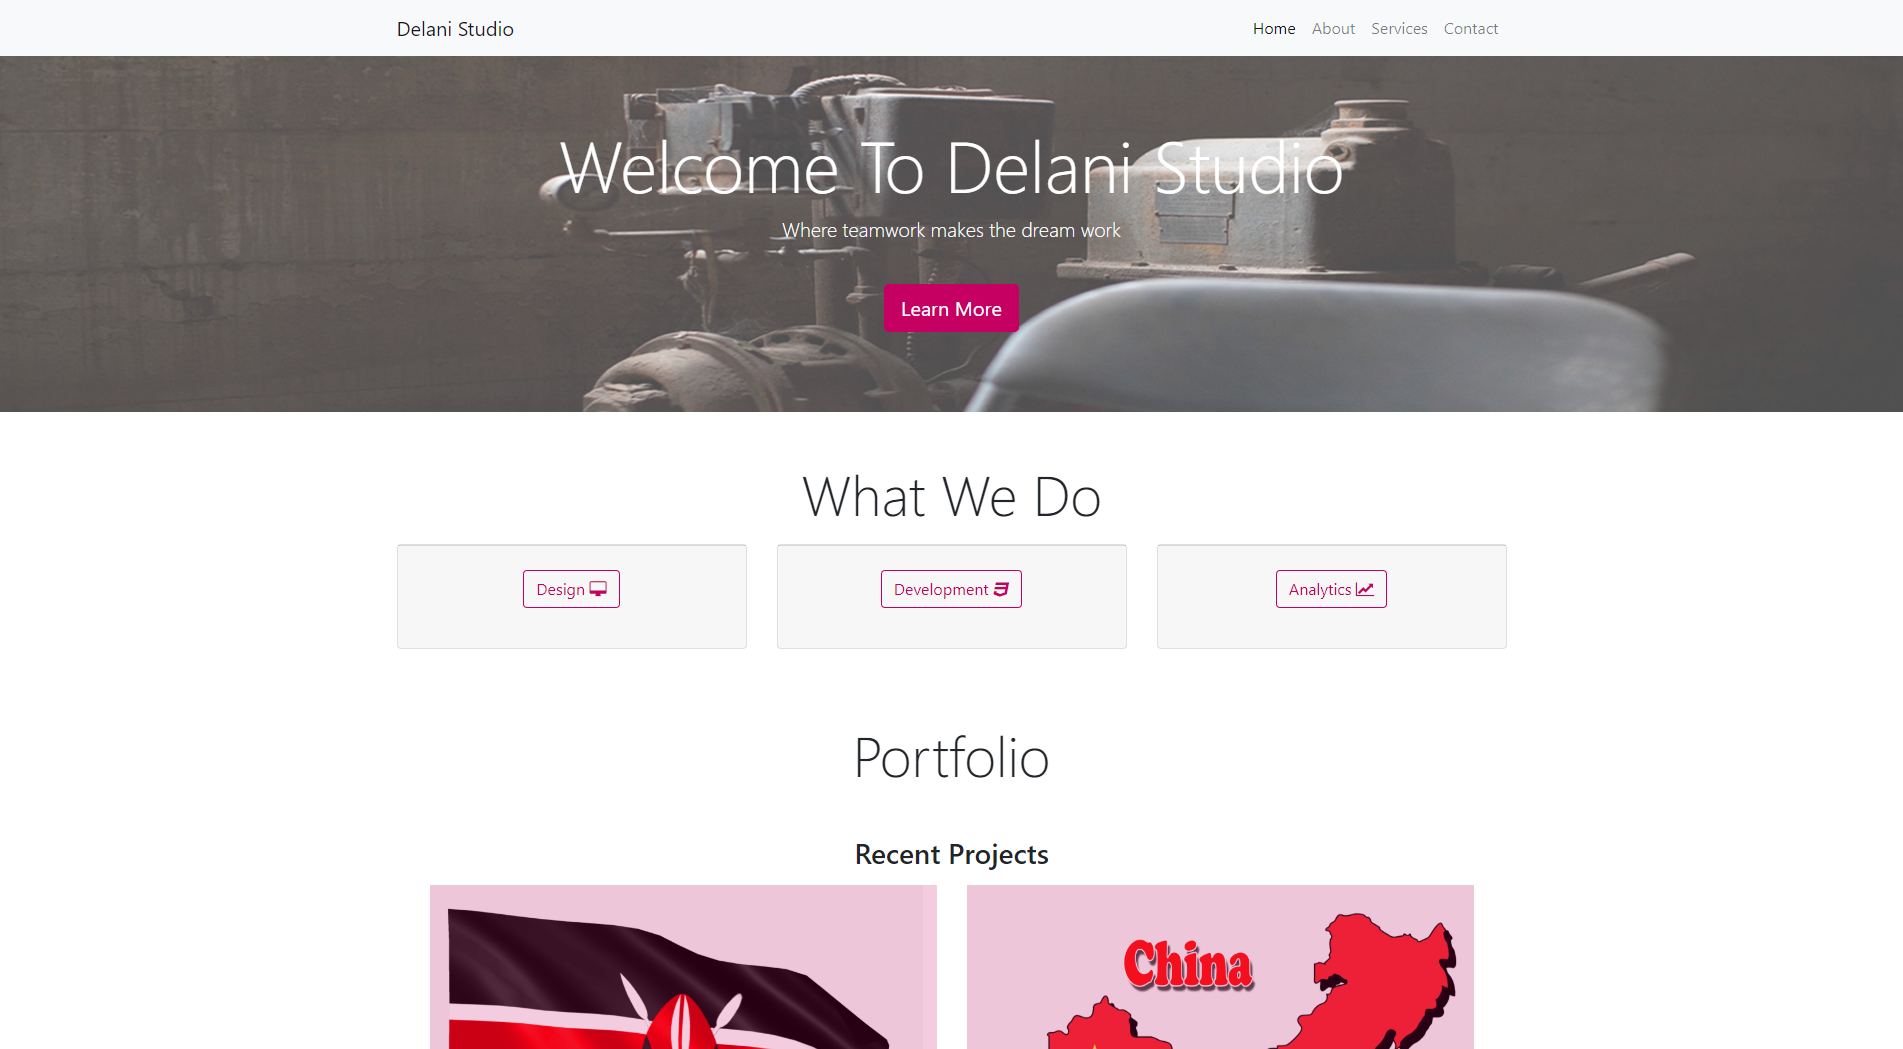 Delani Studio
Home About Services Contact
Welcome To Delani Studio
Where teamwork makes the dream work
Learn More
What We Do
Design
Development
Analytics
Portfolio
Recent Projects
China